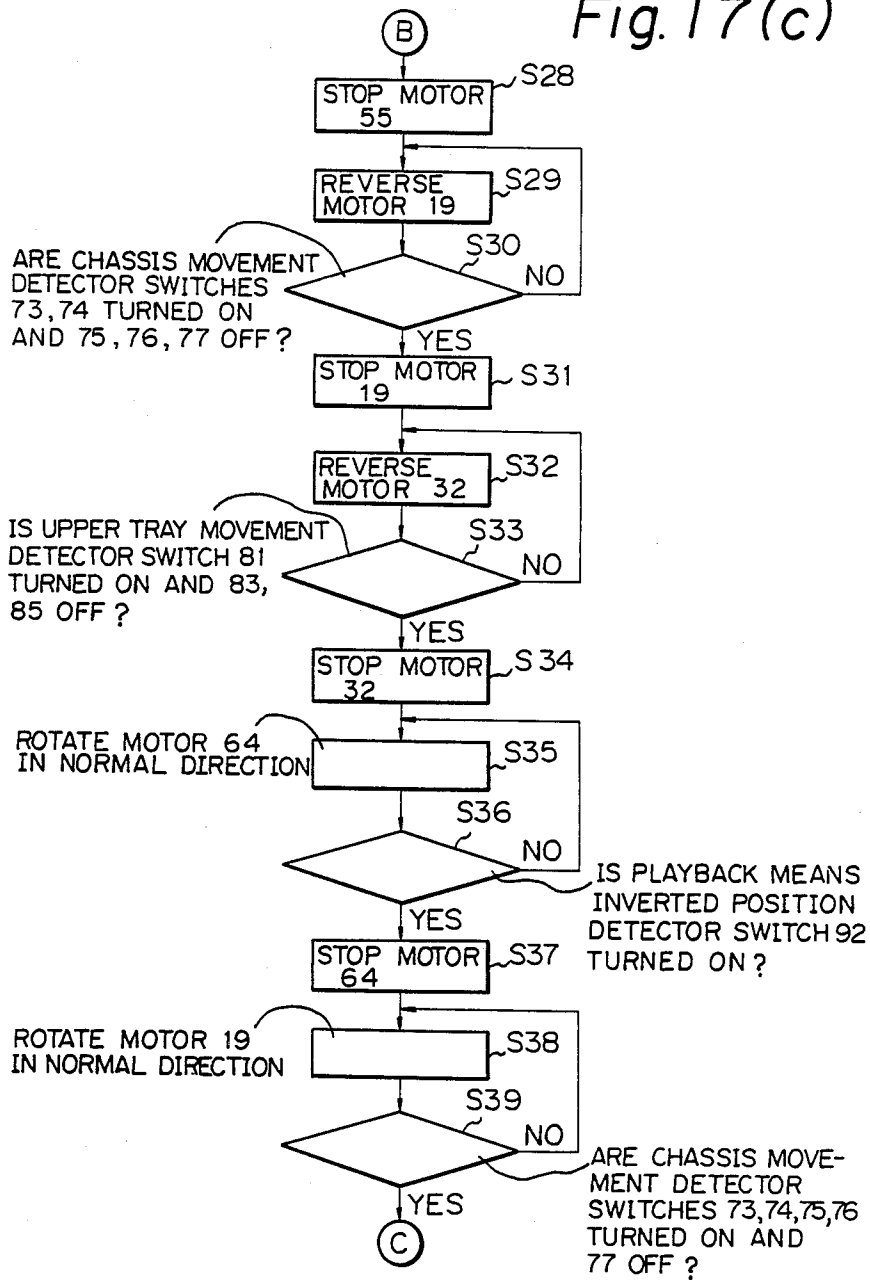 Fig. 17(c)
B
STOP MOTOR
55
S28
REVERSE
MOTOR 19
S29
ARE CHASSIS MOVEMENT
DETECTOR SWITCHES
73,74 TURNED ON
AND 75,76,77 OFF?
S30
NO
YES
STOP MOTOR
19
S31
REVERSE
MOTOR 32
S32
IS UPPER TRAY MOVEMENT
DETECTOR SWITCH 81
TURNED ON AND 83,
85 OFF?
S33
NO
YES
STOP MOTOR
32
S34
ROTATE MOTOR 64
IN NORMAL DIRECTION
S35
S36
NO
IS PLAYBACK MEANS
INVERTED POSITION
DETECTOR SWITCH 92
TURNED ON?
YES
STOP MOTOR
64
S37
ROTATE MOTOR 19
IN NORMAL DIRECTION
S38
S39
NO
ARE CHASSIS MOVE-
MENT DETECTOR
SWITCHES 73,74,75,76
TURNED ON AND
77 OFF?
YES
C